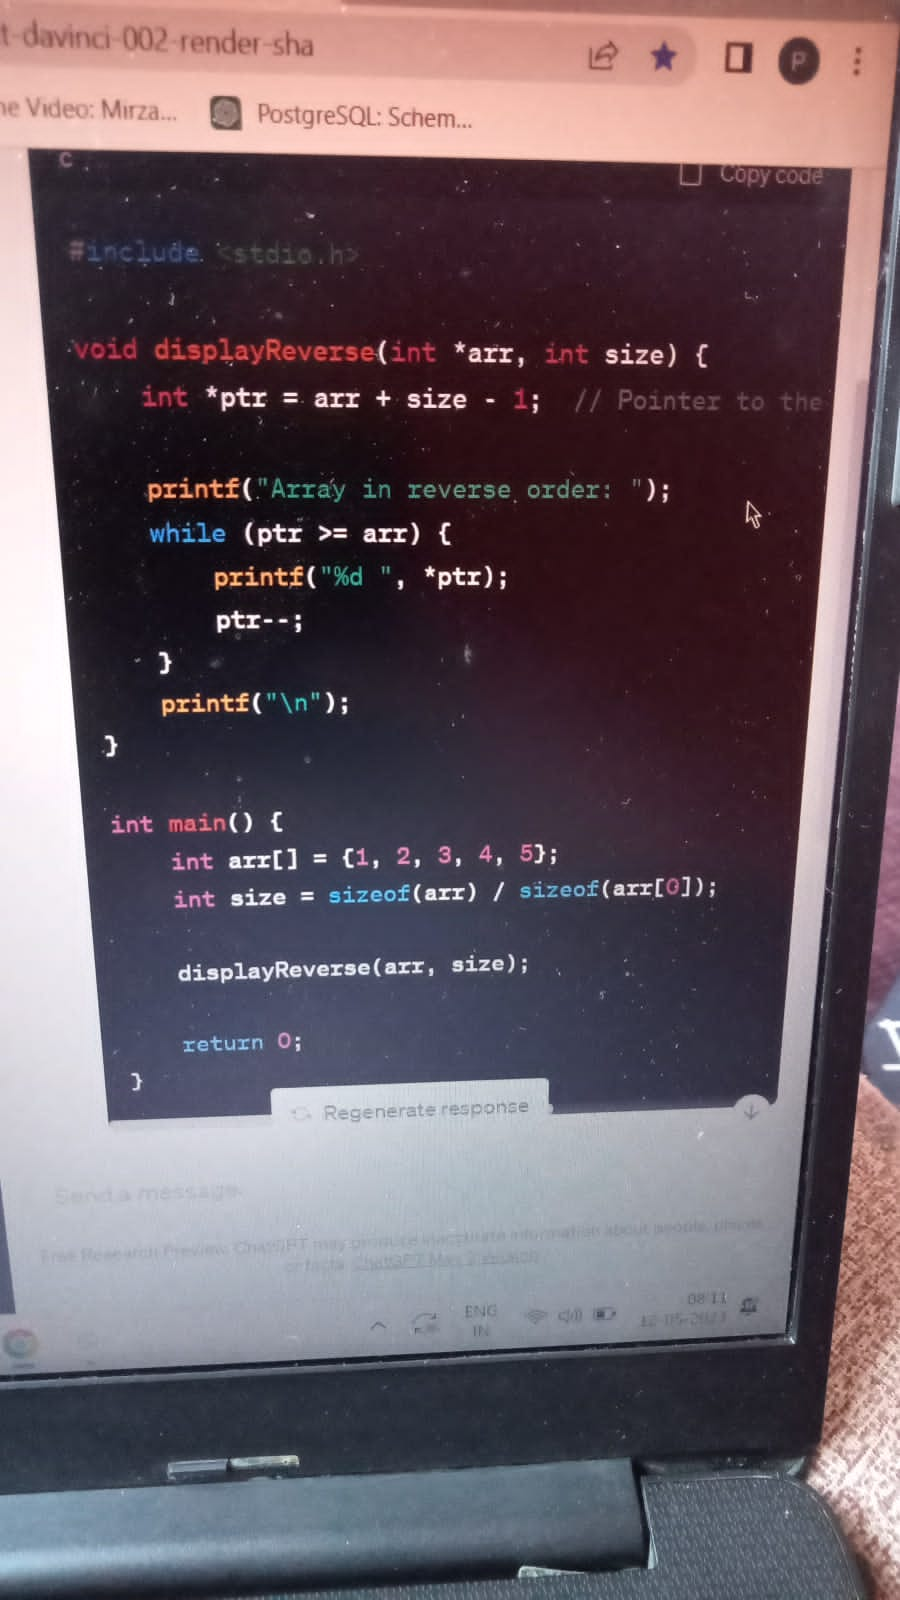 t-davinci-002-render-sha
P
ne Video: Mirza...
PostgreSQL: Schem...
c
Copy code
#include <stdio.h>
void displayReverse(int *arr, int size) {
int *ptr = arr + size - 1;  // Pointer to the
printf("Array in reverse order: ");
while (ptr >= arr) {
printf("%d ", *ptr);
ptr--;
}
printf("\n");
}
int main() {
int arr[] = {1, 2, 3, 4, 5};
int size = sizeof(arr) / sizeof(arr[0]);
displayReverse(arr, size);
return 0;
}
Regenerate response
Send a message.
Free Research Preview. ChatGPT may produce inaccurate information about people, places,
or facts. ChatGPT May 3 Version
ENG
IN
08:11
12-05-2023